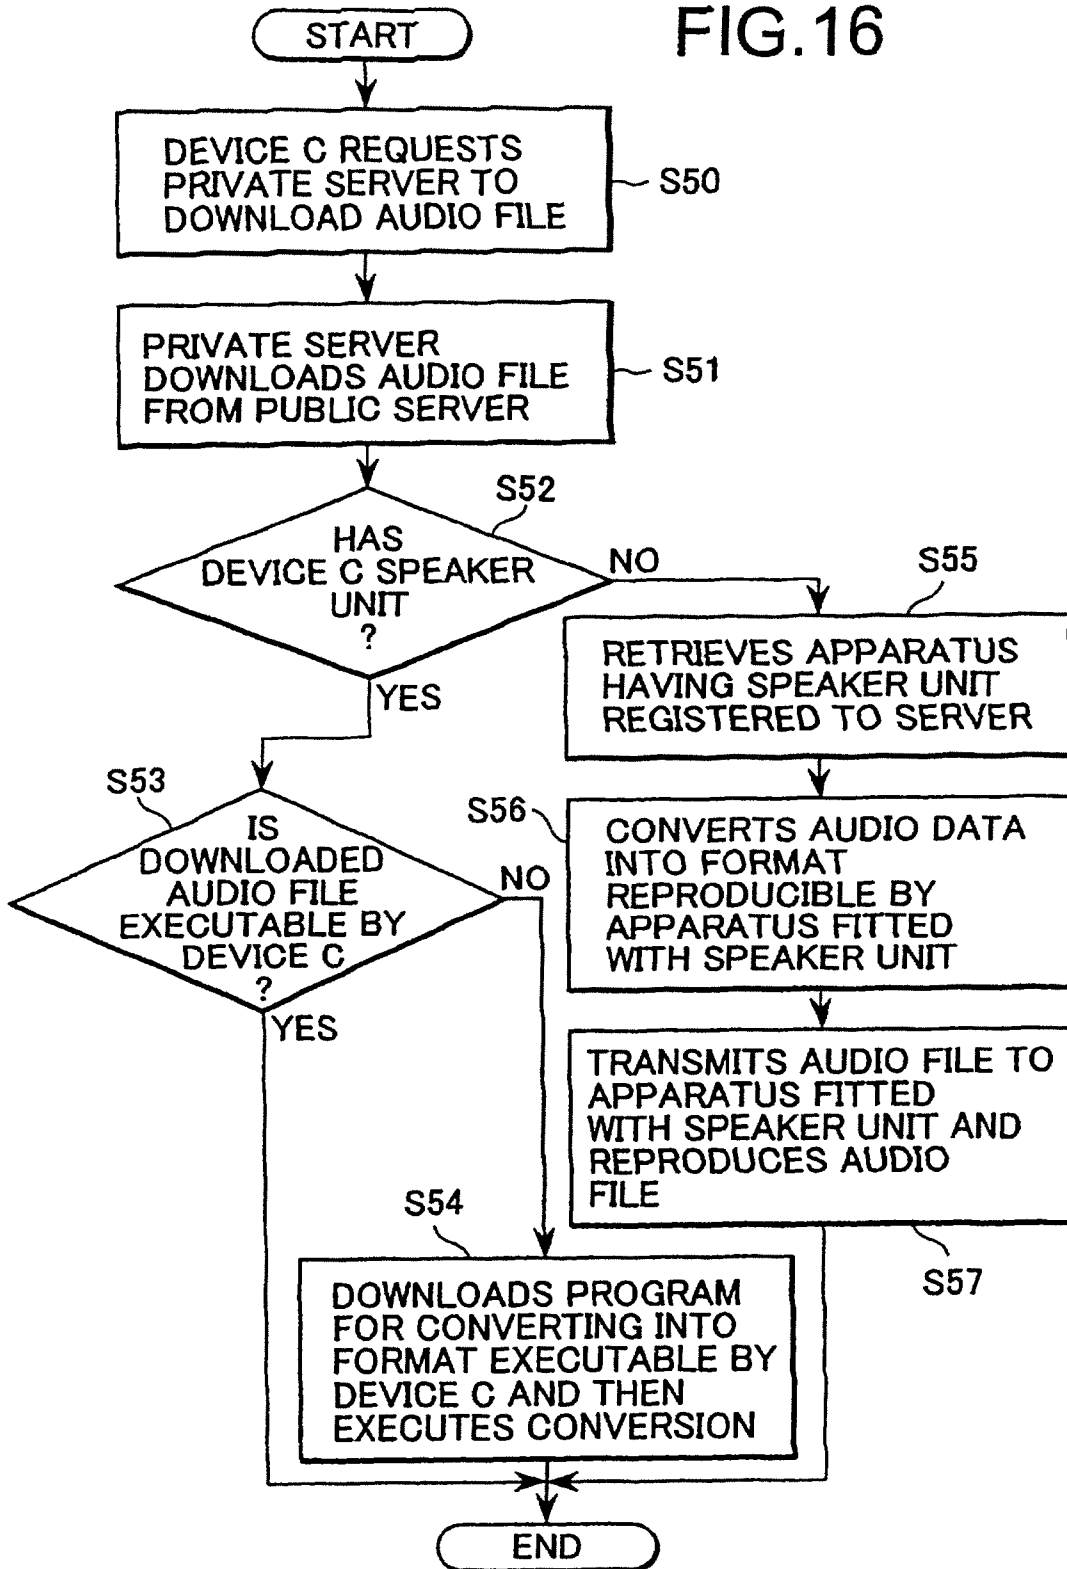 FIG.16
START
DEVICE C REQUESTS
PRIVATE SERVER TO
DOWNLOAD AUDIO FILE
S50
PRIVATE SERVER
DOWNLOADS AUDIO FILE
FROM PUBLIC SERVER
S51
S52
HAS
DEVICE C SPEAKER
UNIT
?
NO
YES
S55
RETRIEVES APPARATUS
HAVING SPEAKER UNIT
REGISTERED TO SERVER
S53
IS
DOWNLOADED
AUDIO FILE
EXECUTABLE BY
DEVICE C
?
NO
YES
S56
CONVERTS AUDIO DATA
INTO FORMAT
REPRODUCIBLE BY
APPARATUS FITTED
WITH SPEAKER UNIT
TRANSMITS AUDIO FILE TO
APPARATUS FITTED
WITH SPEAKER UNIT AND
REPRODUCES AUDIO
FILE
S57
S54
DOWNLOADS PROGRAM
FOR CONVERTING INTO
FORMAT EXECUTABLE BY
DEVICE C AND THEN
EXECUTES CONVERSION
END